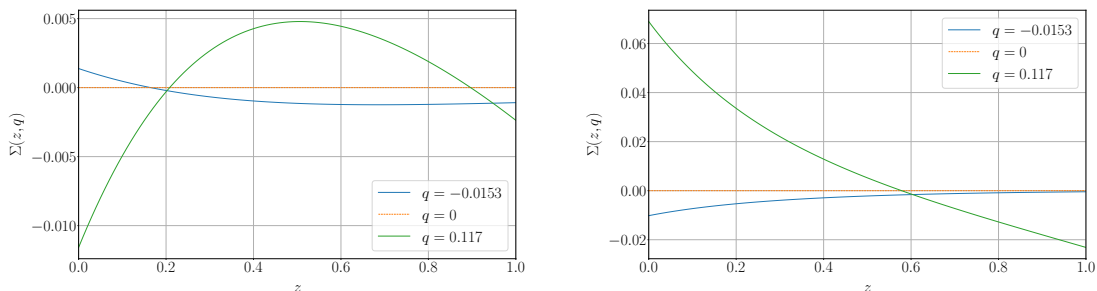 0.005
0.000
−0.005
−0.010
Σ(z, q)
0.0 0.2 0.4 0.6 0.8 1.0
z
q = −0.0153
q = 0
q = 0.117
0.06
0.04
0.02
0.00
−0.02
Σ(z, q)
0.0 0.2 0.4 0.6 0.8 1.0
z
q = −0.0153
q = 0
q = 0.117